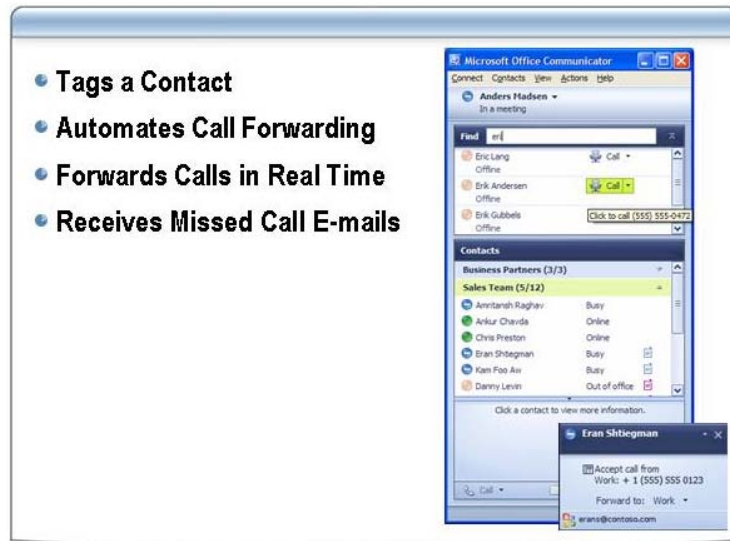 Tags a Contact
Automates Call Forwarding
Forwards Calls in Real Time
Receives Missed Call E-mails
Microsoft Office Communicator
Connect Contacts View Actions Help
Anders Madsen
In a meeting
Find eri
Eric Lang Call
Offline
Erik Andersen Call
Offline
Erik Gubbels Click to call (555) 555-0472
Offline
Contacts
Business Partners (3/3)
Sales Team (5/12)
Amritansh Raghav Busy
Ankur Chavda Online
Chris Preston Online
Eran Shtiegman Busy
Kam Foo Aw Busy
Danny Levin Out of office
Click a contact to view more information.
Eran Shtiegman
Accept call from
Work: + 1 (555) 555 0123
Call
Forward to: Work
erans@contoso.com